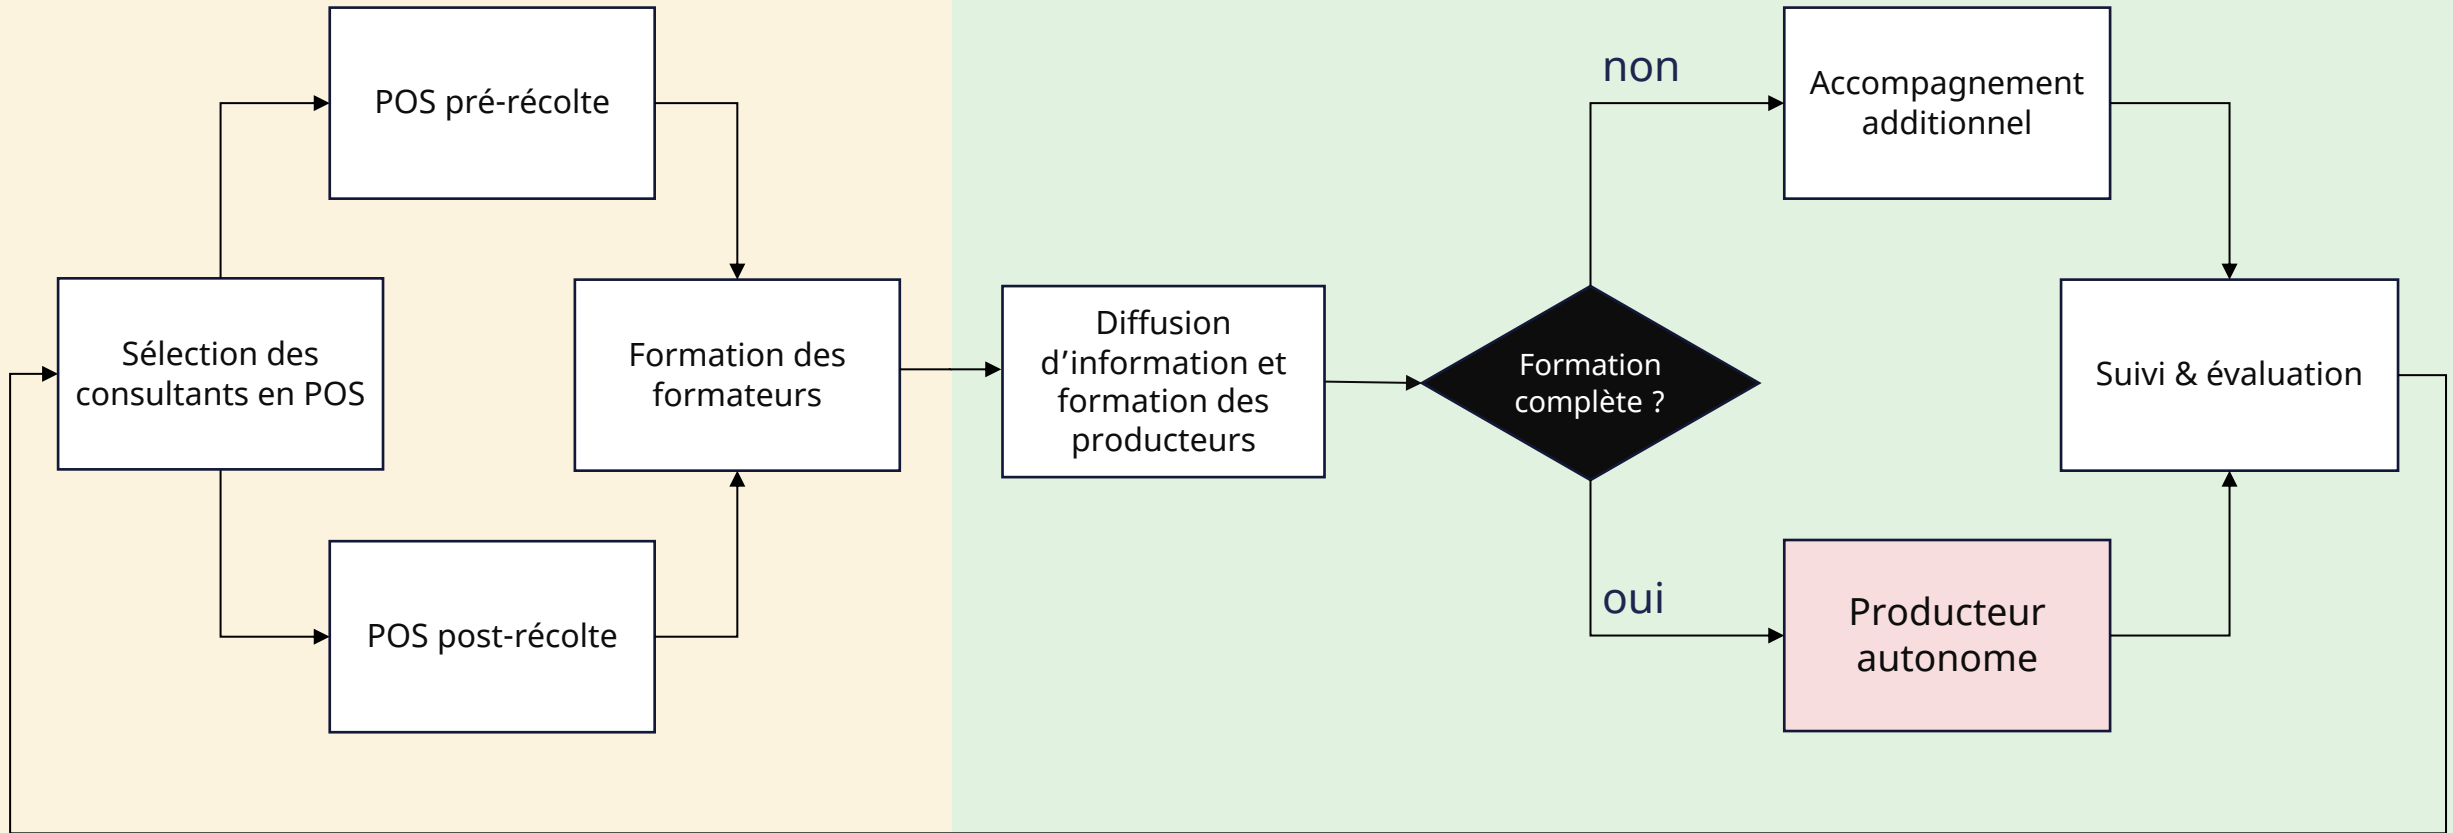 POS pré-récolte
Sélection des
consultants en POS
Formation des
formateurs
POS post-récolte
Diffusion
d’information et
formation des
producteurs
Formation
complète ?
non
Accompagnement
additionnel
oui
Producteur
autonome
Suivi & évaluation